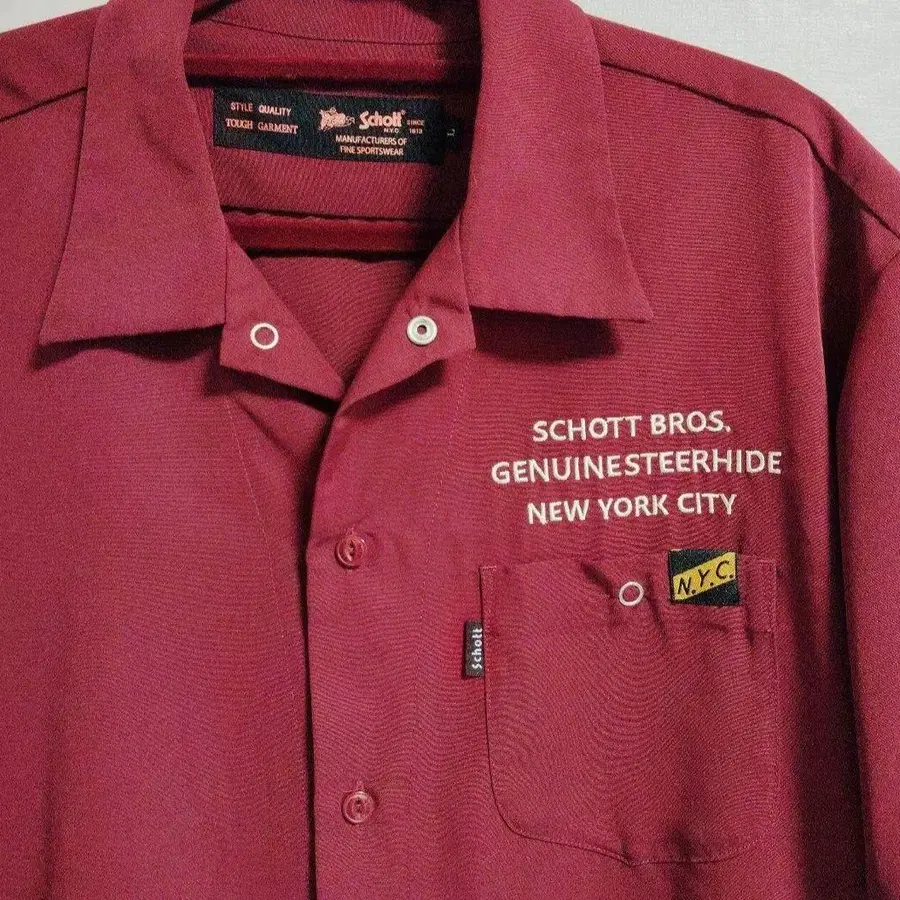 STYLE QUALITY
TOUGH GARMENT
Schott
N.Y.C.
SINCE
1913
MANUFACTURERS OF
FINE SPORTSWEAR
L
SCHOTT BROS.
GENUINESTEERHIDE
NEW YORK CITY
N.Y.C.
Schott